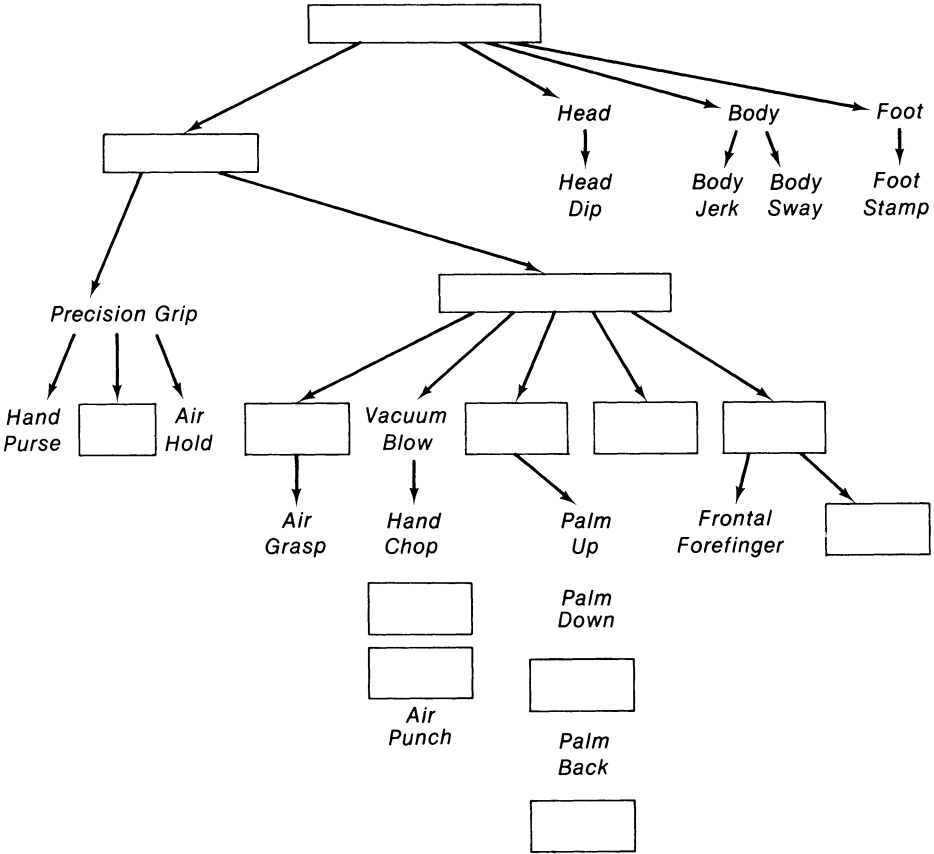 Head
Body
Foot
Head
Dip
Body
Jerk
Body
Sway
Foot
Stamp
Precision Grip
Hand
Purse
Air
Hold
Vacuum
Blow
Air
Grasp
Hand
Chop
Palm
Up
Frontal
Forefinger
Palm
Down
Air
Punch
Palm
Back